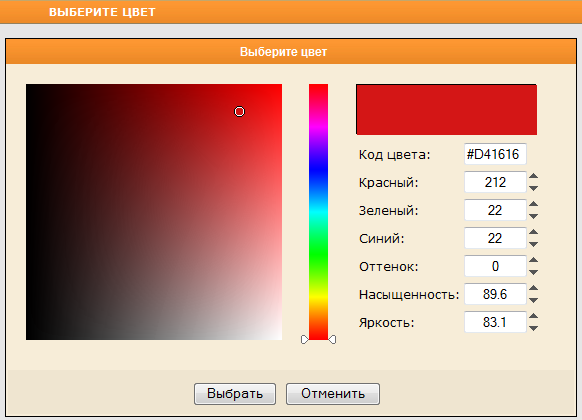 ВЫБЕРИТЕ ЦВЕТ
Выберите цвет
Код цвета: #D41616
Красный: 212
Зеленый: 22
Синий: 22
Оттенок: 0
Насыщенность: 89.6
Яркость: 83.1
Выбрать Отменить